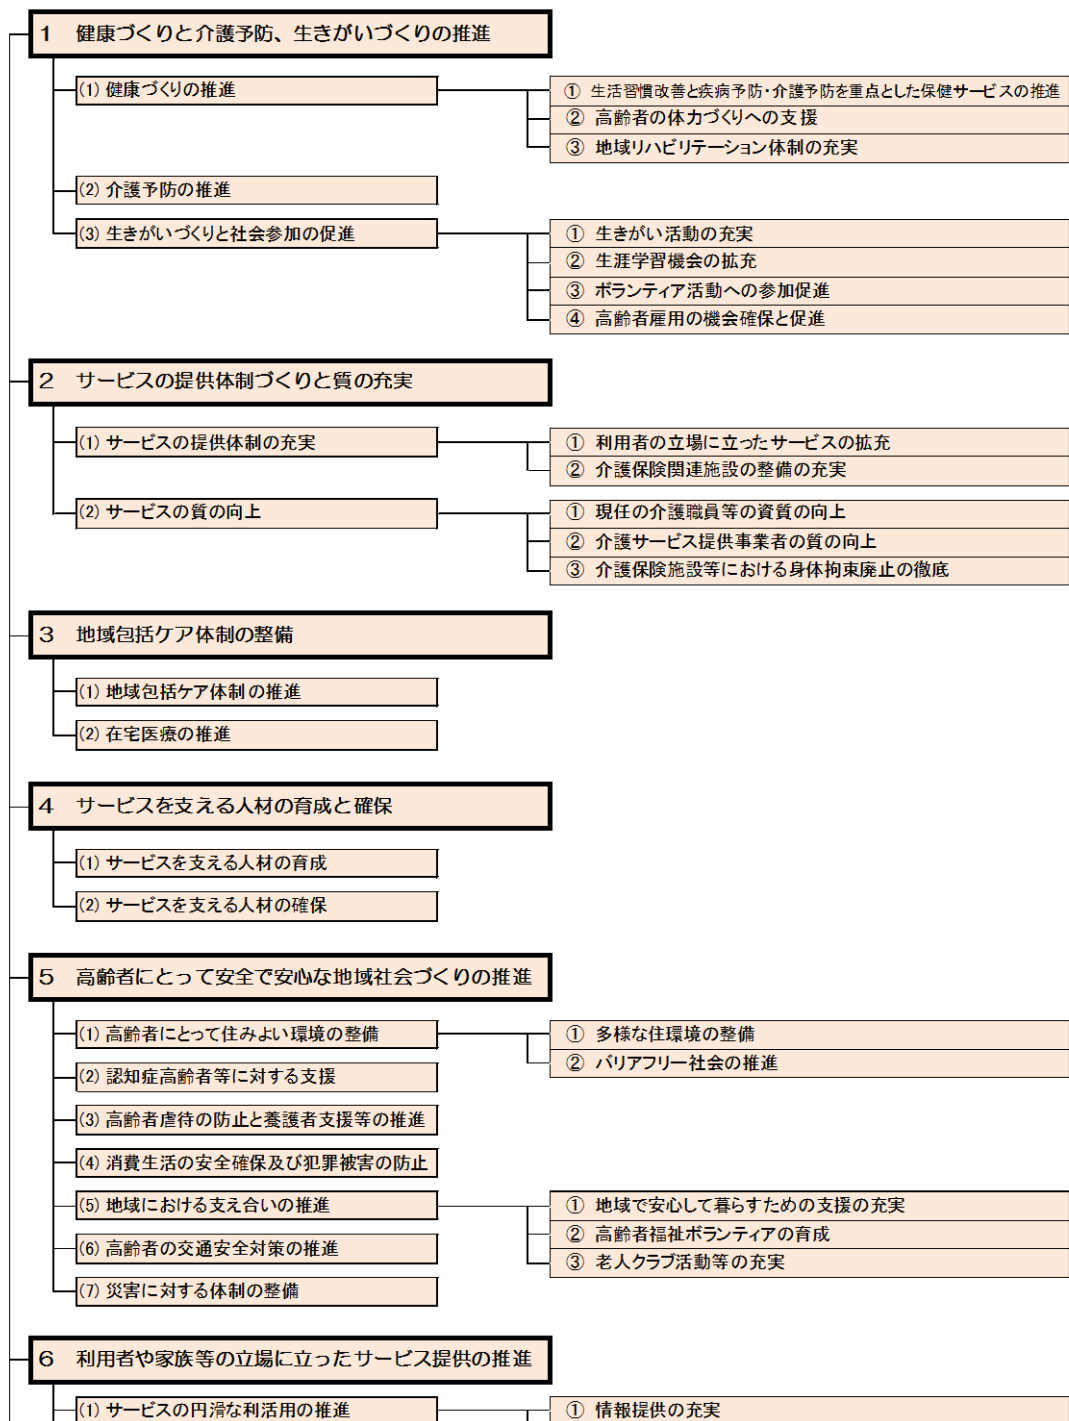 1 健康づくりと介護予防、生きがいづくりの推進
(1) 健康づくりの推進
① 生活習慣改善と疾病予防・介護予防を重点とした保健サービスの推進
② 高齢者の体力づくりへの支援
③ 地域リハビリテーション体制の充実
(2) 介護予防の推進
(3) 生きがいづくりと社会参加の促進
① 生きがい活動の充実
② 生涯学習機会の拡充
③ ボランティア活動への参加促進
④ 高齢者雇用の機会確保と促進
2 サービスの提供体制づくりと質の充実
(1) サービスの提供体制の充実
① 利用者の立場に立ったサービスの拡充
② 介護保険関連施設の整備の充実
(2) サービスの質の向上
① 現任の介護職員等の資質の向上
② 介護サービス提供事業者の質の向上
③ 介護保険施設等における身体拘束廃止の徹底
3 地域包括ケア体制の整備
(1) 地域包括ケア体制の推進
(2) 在宅医療の推進
4 サービスを支える人材の育成と確保
(1) サービスを支える人材の育成
(2) サービスを支える人材の確保
5 高齢者にとって安全で安心な地域社会づくりの推進
(1) 高齢者にとって住みよい環境の整備
① 多様な住環境の整備
② バリアフリー社会の推進
(2) 認知症高齢者等に対する支援
(3) 高齢者虐待の防止と養護者支援等の推進
(4) 消費生活の安全確保及び犯罪被害の防止
(5) 地域における支え合いの推進
① 地域で安心して暮らすための支援の充実
② 高齢者福祉ボランティアの育成
③ 老人クラブ活動等の充実
(6) 高齢者の交通安全対策の推進
(7) 災害に対する体制の整備
6 利用者や家族等の立場に立ったサービス提供の推進
(1) サービスの円滑な利活用の推進
① 情報提供の充実